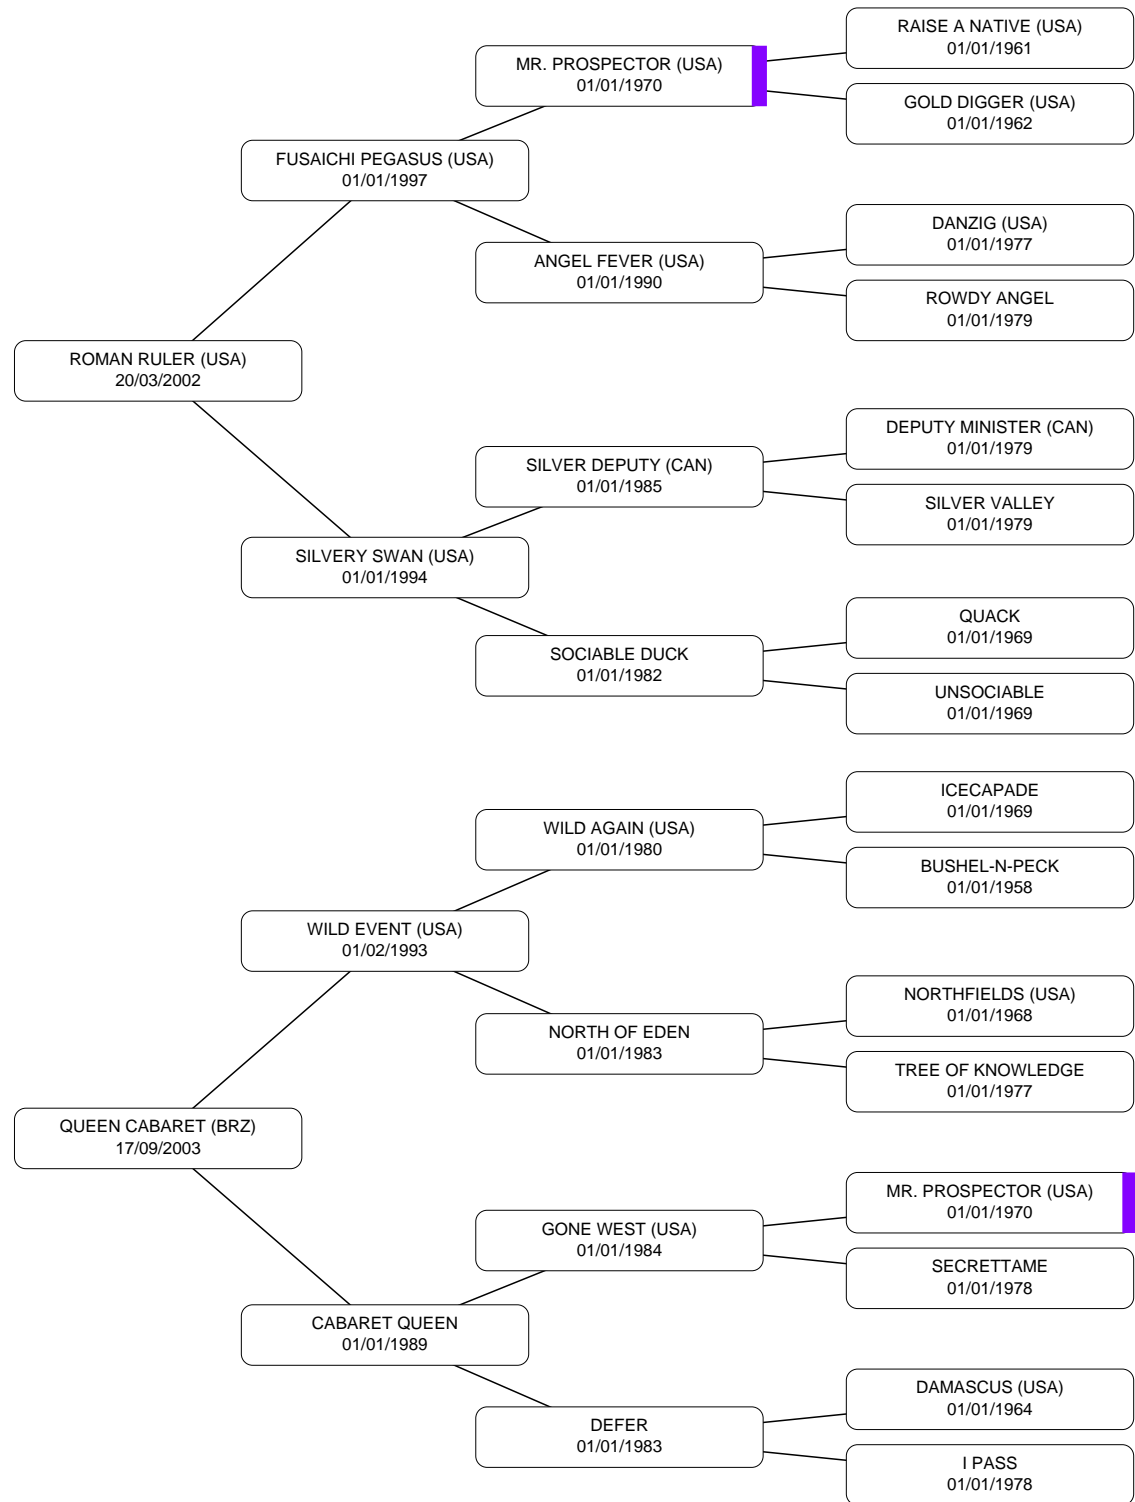 RAISE A NATIVE (USA)
01/01/1961
MR. PROSPECTOR (USA)
01/01/1970
GOLD DIGGER (USA)
01/01/1962
FUSAICHI PEGASUS (USA)
01/01/1997
DANZIG (USA)
01/01/1977
ANGEL FEVER (USA)
01/01/1990
ROWDY ANGEL
01/01/1979
ROMAN RULER (USA)
20/03/2002
DEPUTY MINISTER (CAN)
01/01/1979
SILVER DEPUTY (CAN)
01/01/1985
SILVER VALLEY
01/01/1979
SILVERY SWAN (USA)
01/01/1994
QUACK
01/01/1969
SOCIABLE DUCK
01/01/1982
UNSOCIABLE
01/01/1969
ICECAPADE
01/01/1969
WILD AGAIN (USA)
01/01/1980
BUSHEL-N-PECK
01/01/1958
WILD EVENT (USA)
01/02/1993
NORTHFIELDS (USA)
01/01/1968
NORTH OF EDEN
01/01/1983
TREE OF KNOWLEDGE
01/01/1977
QUEEN CABARET (BRZ)
17/09/2003
MR. PROSPECTOR (USA)
01/01/1970
GONE WEST (USA)
01/01/1984
SECRETTAME
01/01/1978
CABARET QUEEN
01/01/1989
DAMASCUS (USA)
01/01/1964
DEFER
01/01/1983
I PASS
01/01/1978